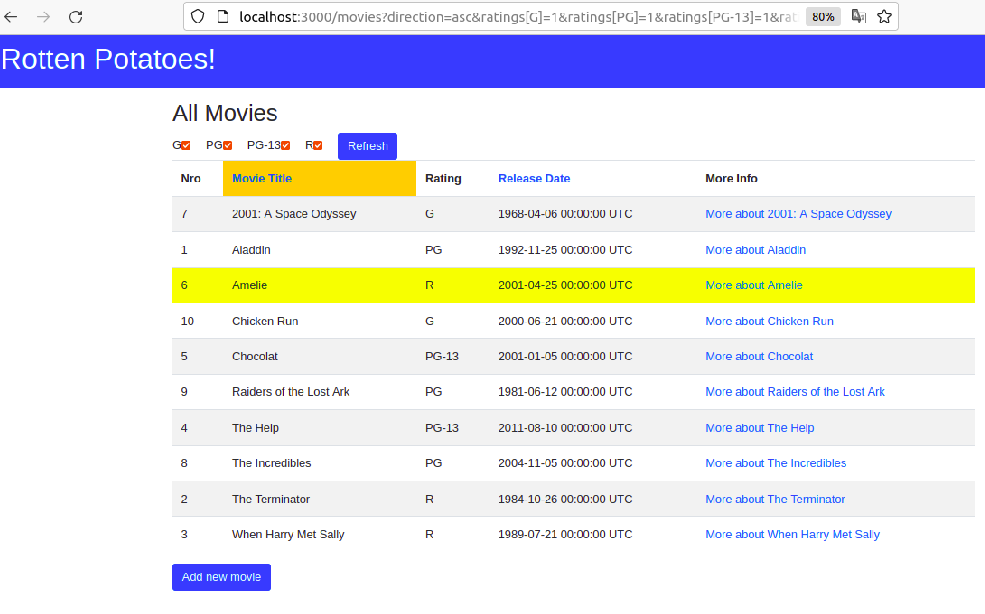 localhost:3000/movies?direction=asc&ratings[G]=1&ratings[PG]=1&ratings[PG-13]=1&rat 80%
Rotten Potatoes!
All Movies
G PG PG-13 R Refresh
Nro Movie Title Rating Release Date More Info
7 2001: A Space Odyssey G 1968-04-06 00:00:00 UTC More about 2001: A Space Odyssey
1 Aladdin PG 1992-11-25 00:00:00 UTC More about Aladdin
6 Amelie R 2001-04-25 00:00:00 UTC More about Amelie
10 Chicken Run G 2000-06-21 00:00:00 UTC More about Chicken Run
5 Chocolat PG-13 2001-01-05 00:00:00 UTC More about Chocolat
9 Raiders of the Lost Ark PG 1981-06-12 00:00:00 UTC More about Raiders of the Lost Ark
4 The Help PG-13 2011-08-10 00:00:00 UTC More about The Help
8 The Incredibles PG 2004-11-05 00:00:00 UTC More about The Incredibles
2 The Terminator R 1984-10-26 00:00:00 UTC More about The Terminator
3 When Harry Met Sally R 1989-07-21 00:00:00 UTC More about When Harry Met Sally
Add new movie